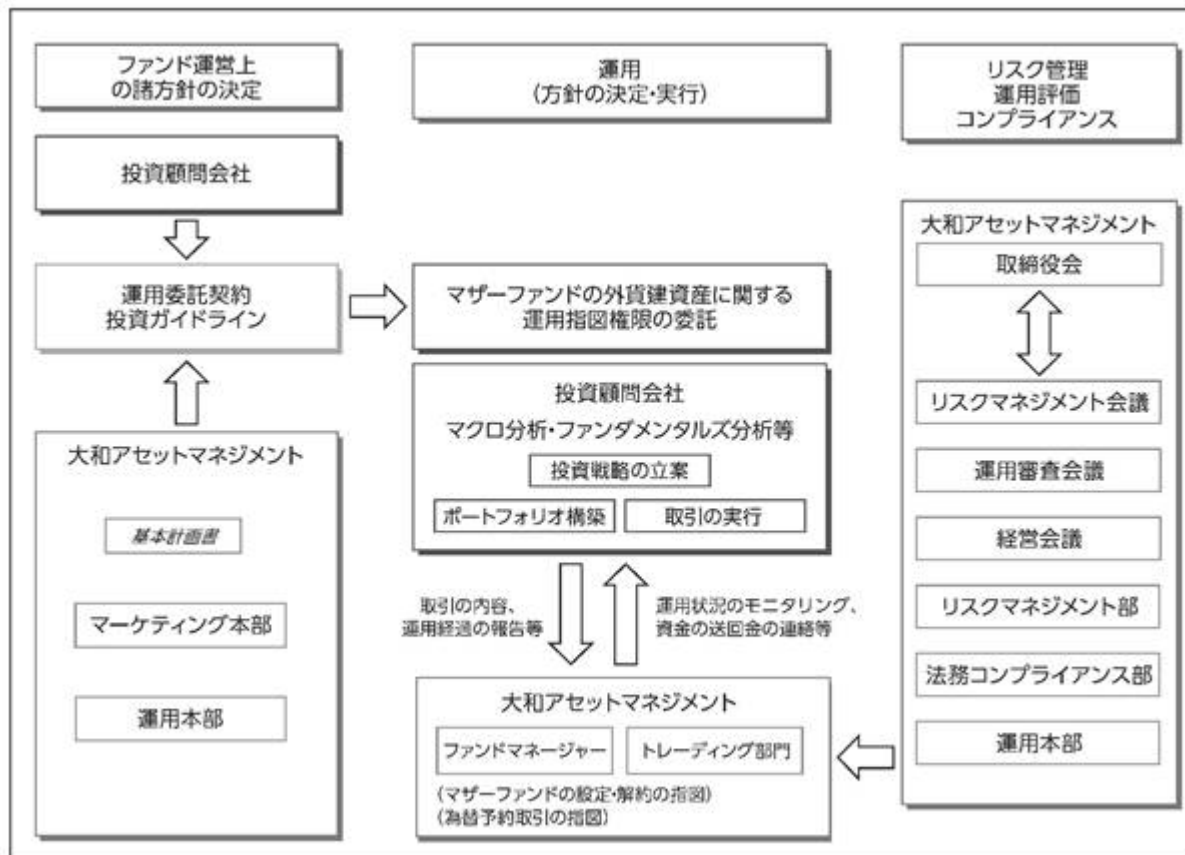 ファンド運営上
の諸方針の決定
投資顧問会社
運用委託契約
投資ガイドライン
大和アセットマネジメント
基本計画書
マーケティング本部
運用本部
運用
(方針の決定・実行)
マザーファンドの外貨建資産に関する
運用指図権限の委託
投資顧問会社
マクロ分析・ファンダメンタルズ分析等
投資戦略の立案
ポートフォリオ構築
取引の実行
取引の内容、
運用経過の報告等
運用状況のモニタリング、
資金の送回金の連絡等
大和アセットマネジメント
ファンドマネージャー
トレーディング部門
(マザーファンドの設定・解約の指図)
(為替予約取引の指図)
リスク管理
運用評価
コンプライアンス
大和アセットマネジメント
取締役会
リスクマネジメント会議
運用審査会議
経営会議
リスクマネジメント部
法務コンプライアンス部
運用本部